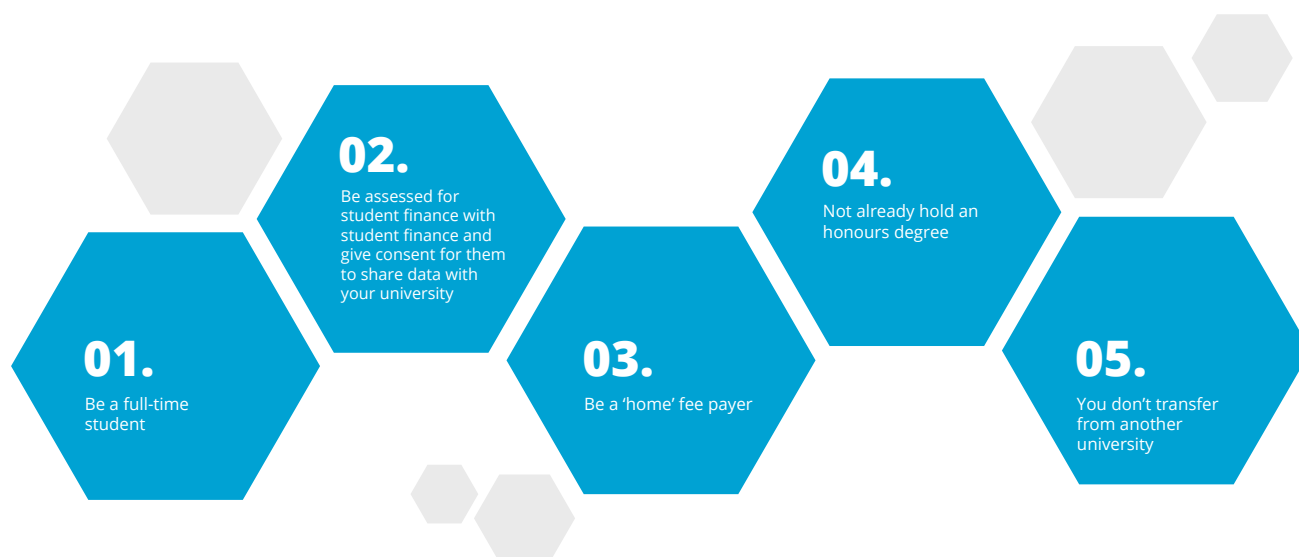 01.
Be a full-time
student
02.
Be assessed for
student finance with
student finance and
give consent for them
to share data with
your university
03.
Be a ‘home’ fee payer
04.
Not already hold an
honours degree
05.
You don’t transfer
from another
university